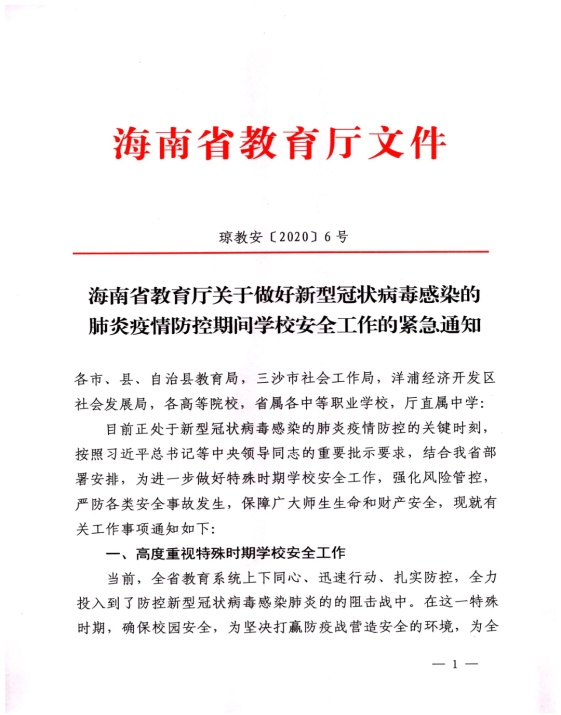 海南省教育厅文件
琼教安〔2020〕6号
海南省教育厅关于做好新型冠状病毒感染的
肺炎疫情防控期间学校安全工作的紧急通知
各市、县、自治县教育局，三沙市社会工作局，洋浦经济开发区
社会发展局，各高等院校，省属各中等职业学校，厅直属中学：
目前正处于新型冠状病毒感染的肺炎疫情防控的关键时刻，
按照习近平总书记等中央领导同志的重要批示要求，结合我省部
署安排，为进一步做好特殊时期学校安全工作，强化风险管控，
严防各类安全事故发生，保障广大师生生命和财产安全，现就有
关工作事项通知如下：
一、高度重视特殊时期学校安全工作
当前，全省教育系统上下同心、迅速行动、扎实防控，全力
投入到了防控新型冠状病毒感染肺炎的的阻击战中。在这一特殊
时期，确保校园安全，为坚决打赢防疫战营造安全的环境，为全
— 1 —